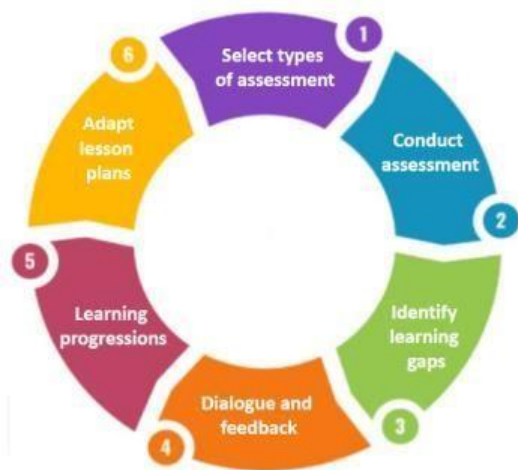 1
Select types
of assessment
2
Conduct
assessment
3
Identify
learning
gaps
4
Dialogue and
feedback
5
Learning
progressions
6
Adapt
lesson
plans